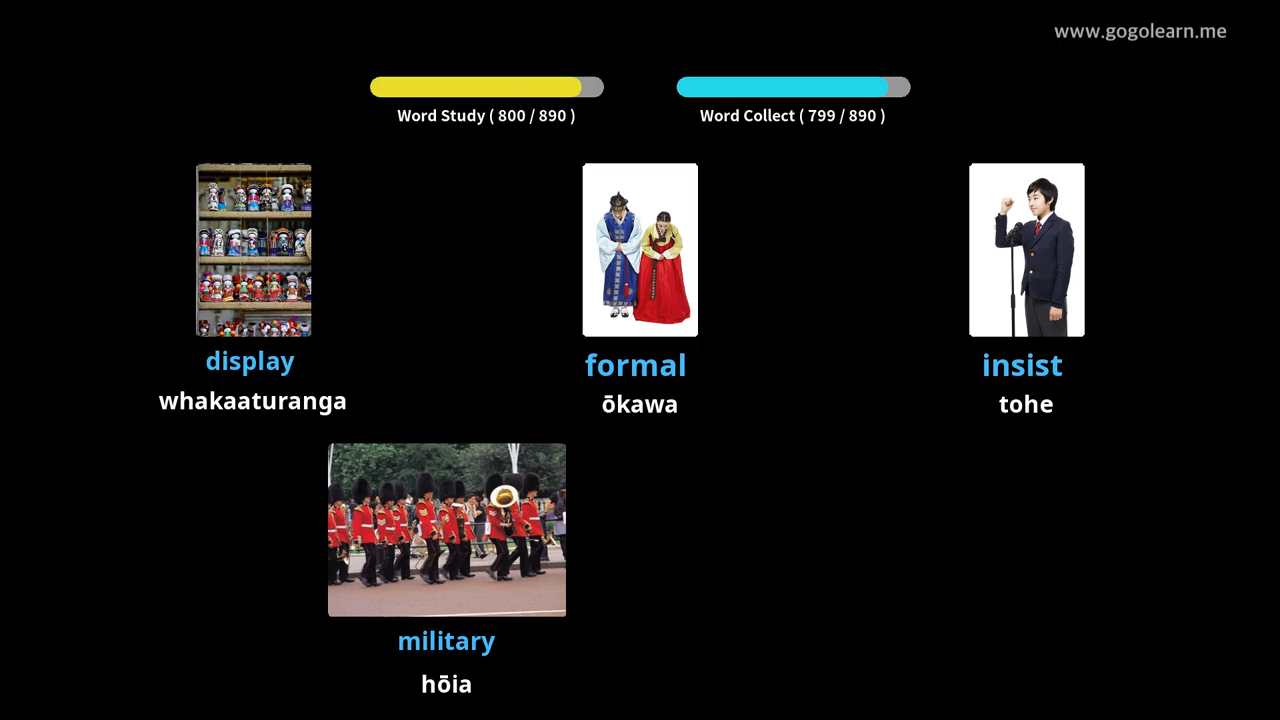 www.gogolearn.me
Word Study ( 800 / 890 )
Word Collect ( 799 / 890 )
display
whakaaturanga
formal
ōkawa
insist
tohe
military
hōia